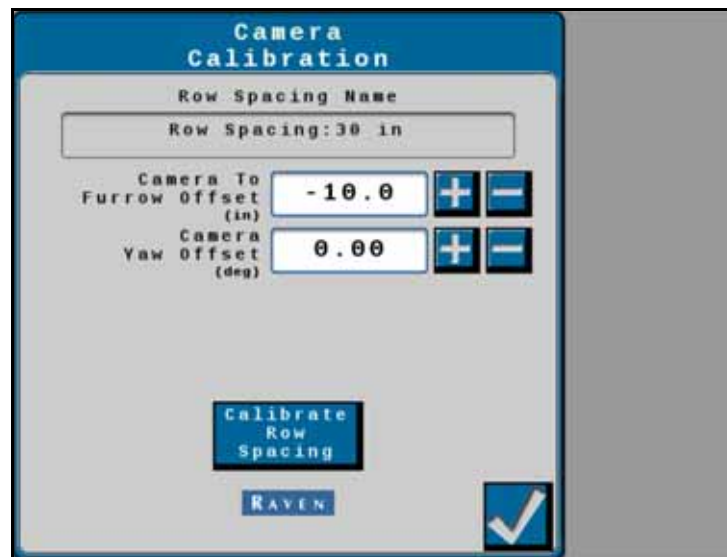 Camera
Calibration
Row Spacing Name
Row Spacing:30 in
Camera To
Furrow Offset
(in)
-10.0
Camera
Yaw Offset
(deg)
0.00
Calibrate
Row
Spacing
RAVEN